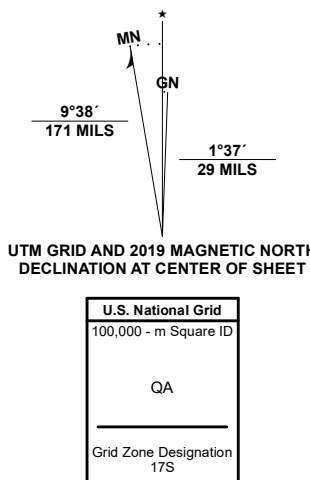 ★
MN
GN
9°38´
171 MILS
1°37´
29 MILS
UTM GRID AND 2019 MAGNETIC NORTH
DECLINATION AT CENTER OF SHEET
U.S. National Grid
100,000 - m Square ID
QA
Grid Zone Designation
17S